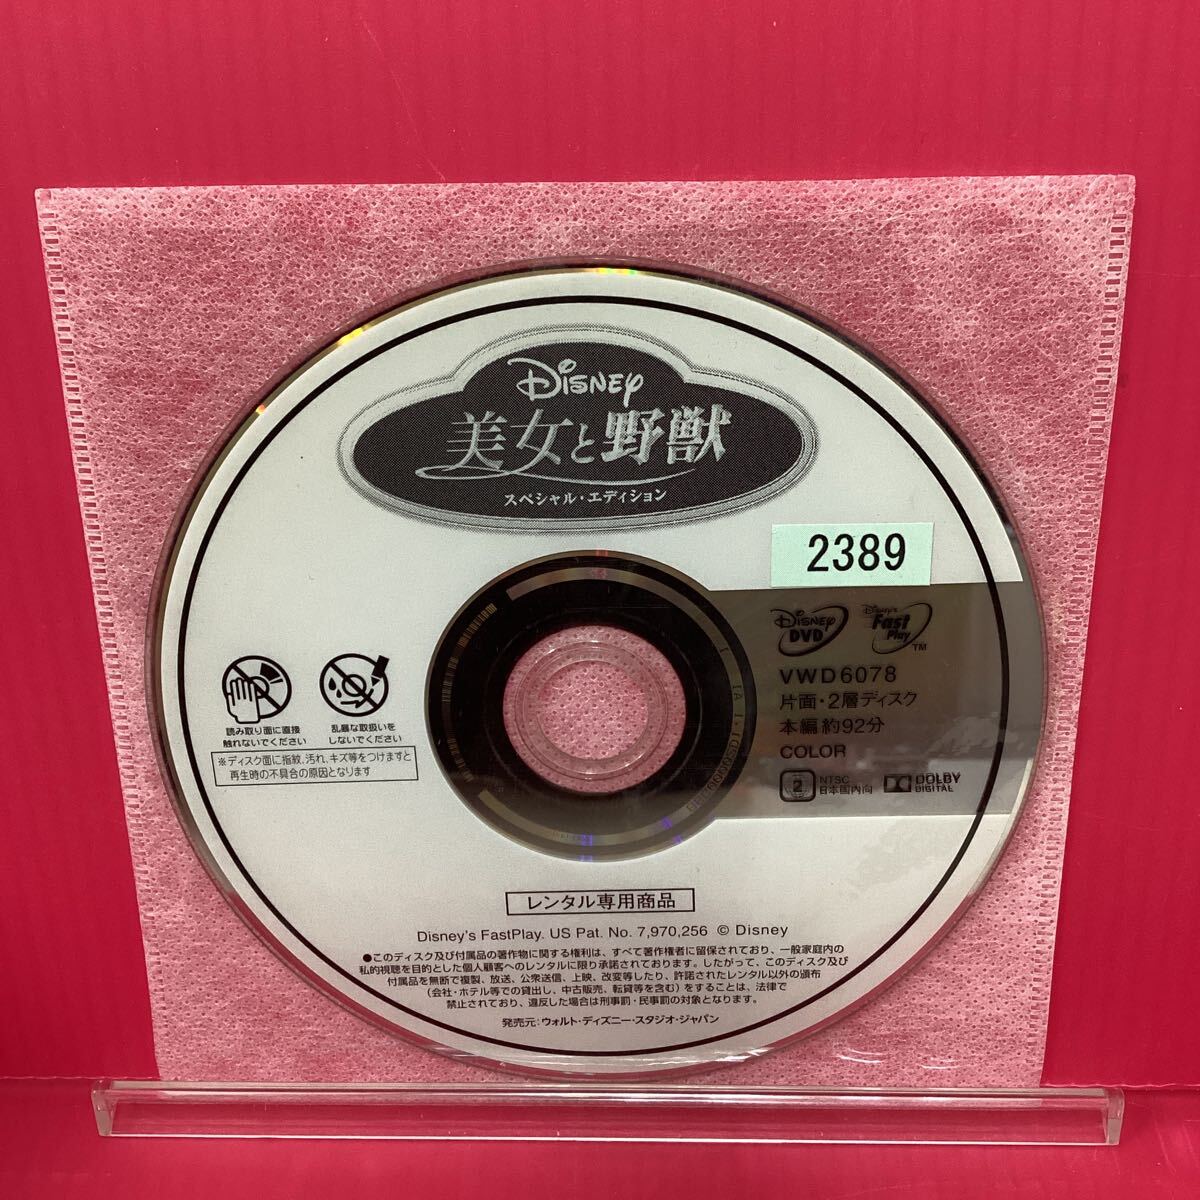 Disney
美女と野獣
スペシャル・エディション
2389
Disney DVD
Disney's Fast Play TM
VWD6078
片面・2層ディスク
本編 約92分
COLOR
2 NTSC 日本国内向
DOLBY DIGITAL
読み取り面に直接
触れないでください
乱暴な取扱いを
しないでください
※ディスク面に指紋、汚れ、キズ等をつけますと
再生時の不具合の原因となります
レンタル専用商品
Disney's FastPlay. US Pat. No. 7,970,256 © Disney
●このディスク及び付属品の著作物に関する権利は、すべて著作権者に留保されており、一般家庭内の
私的視聴を目的とした個人顧客へのレンタルに限り承諾されております。したがって、このディスク及び
付属品を無断で複製、放送、公衆送信、上映、改変等したり、許諾されたレンタル以外の頒布
(会社・ホテル等での貸出し、中古販売、転貸等を含む)をすることは、法律で
禁止されており、違反した場合は刑事罰・民事罰の対象となります。
発売元:ウォルト・ディズニー・スタジオ・ジャパン